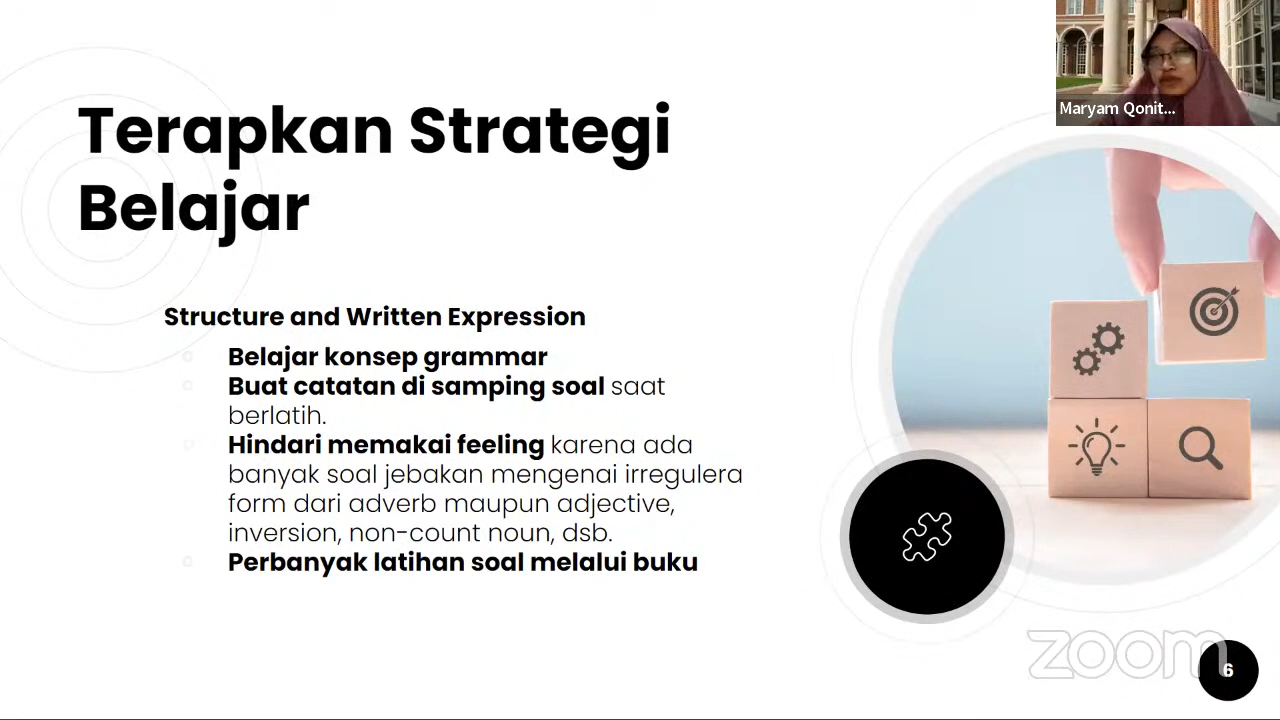 Terapkan Strategi
Belajar
Maryam Qonit...
Structure and Written Expression
Belajar konsep grammar
Buat catatan di samping soal saat
berlatih.
Hindari memakai feeling karena ada
banyak soal jebakan mengenai irregulera
form dari adverb maupun adjective,
inversion, non-count noun, dsb.
Perbanyak latihan soal melalui buku
zoom
6